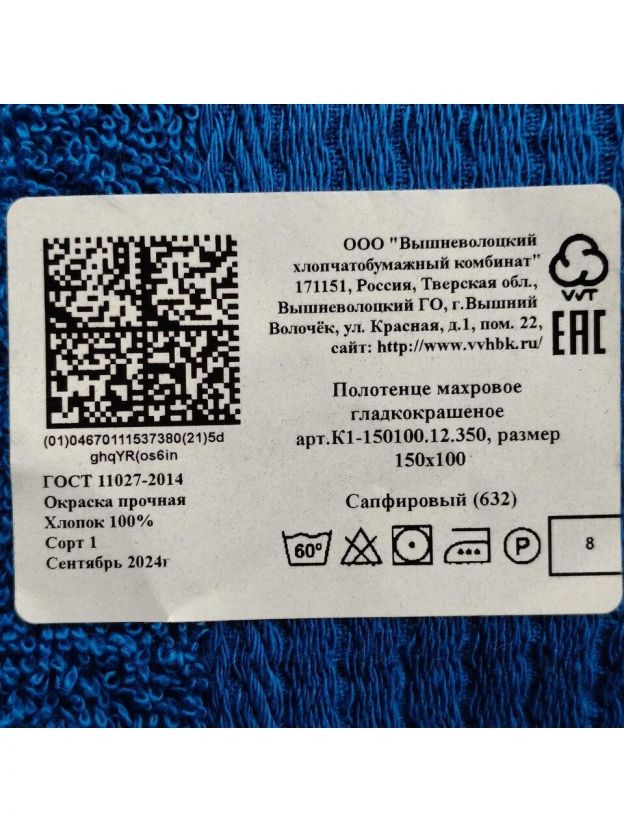 ООО "Вышневолоцкий
хлопчатобумажный комбинат"
171151, Россия, Тверская обл.,
Вышневолоцкий ГО, г.Вышний
Волочёк, ул. Красная, д.1, пом. 22,
сайт: http://www.vvhbk.ru/
VVT
EAC
(01)04670111537380(21)5d
ghqYR(os6in
Полотенце махровое
гладкокрашеное
арт.К1-150100.12.350, размер
150х100
ГОСТ 11027-2014
Окраска прочная
Хлопок 100%
Сорт 1
Сентябрь 2024г
Сапфировый (632)
60° P 8